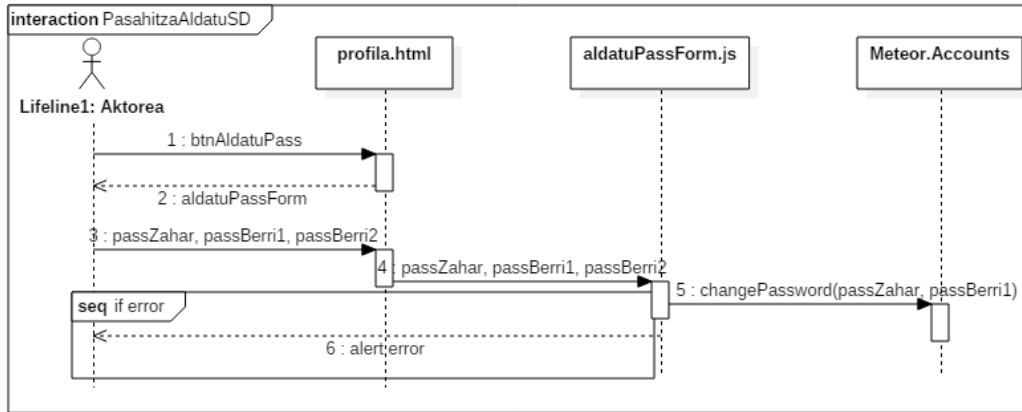 interaction PasahitzaAldatuSD
profila.html
aldatuPassForm.js
Meteor.Accounts
Lifeline1: Aktorea
1 : btnAldatuPass
2 : aldatuPassForm
3 : passZahar, passBerri1, passBerri2
4 : passZahar, passBerri1, passBerri2
5 : changePassword(passZahar, passBerri1)
seq if error
6 : alert error